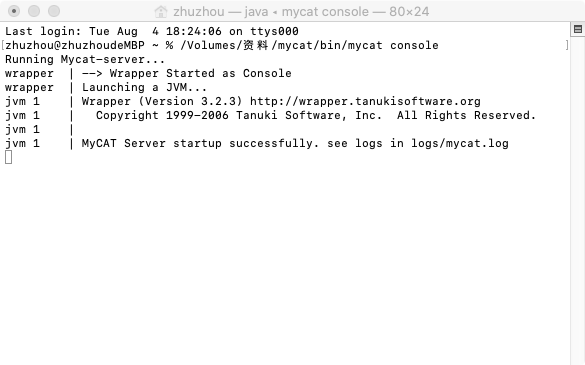 zhuzhou — java ◂ mycat console — 80×24
Last login: Tue Aug  4 18:24:06 on ttys000
[zhuzhou@zhuzhoudeMBP ~ % /Volumes/资料/mycat/bin/mycat console ]
Running Mycat-server...
wrapper  | --> Wrapper Started as Console
wrapper  | Launching a JVM...
jvm 1    | Wrapper (Version 3.2.3) http://wrapper.tanukisoftware.org
jvm 1    |   Copyright 1999-2006 Tanuki Software, Inc.  All Rights Reserved.
jvm 1    |
jvm 1    | MyCAT Server startup successfully. see logs in logs/mycat.log